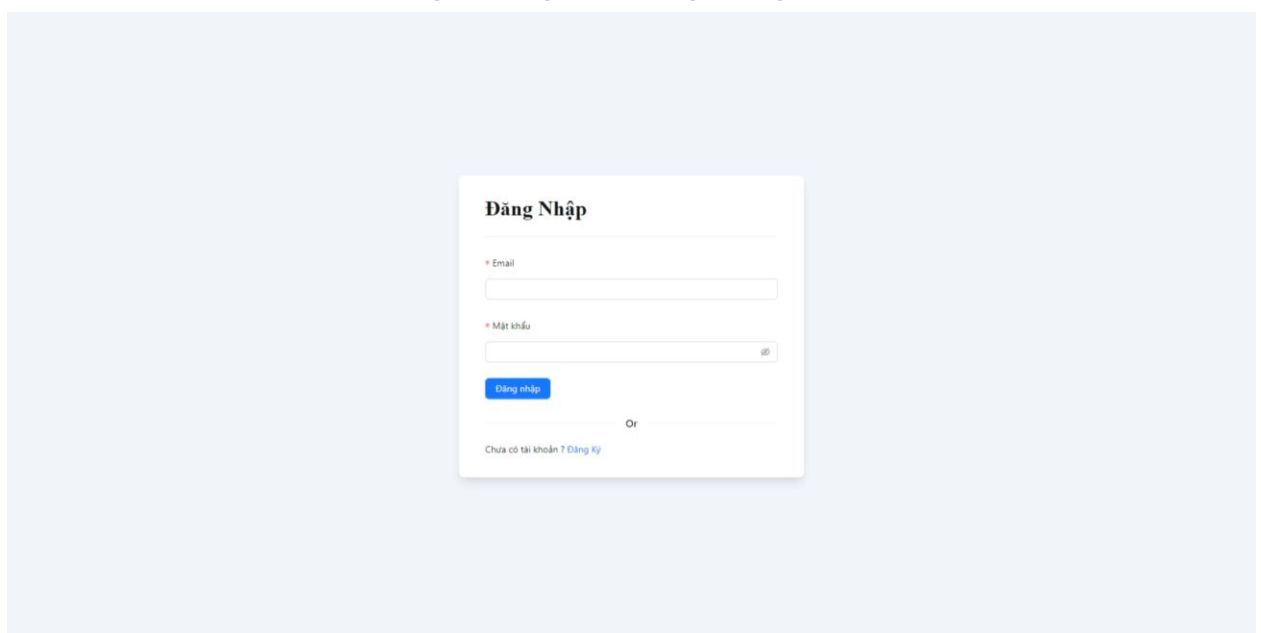 Đăng Nhập
* Email
* Mật khẩu
Đăng nhập
Or
Chưa có tài khoản ? Đăng Ký